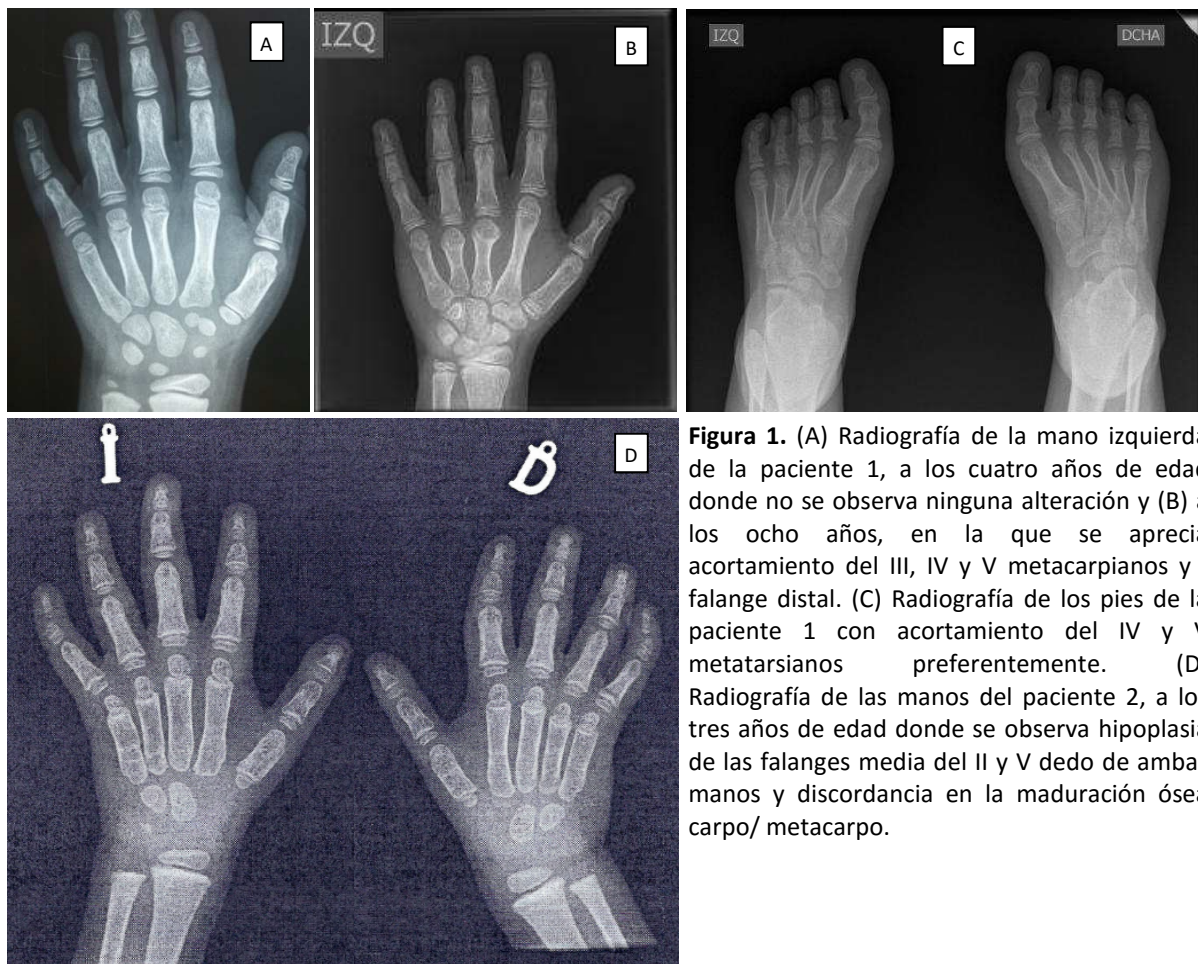 A
IZQ
B
IZQ
C
DCHA
I
D
D
Figura 1. (A) Radiografía de la mano izquierda
de la paciente 1, a los cuatro años de edad
donde no se observa ninguna alteración y (B) a
los ocho años, en la que se aprecia
acortamiento del III, IV y V metacarpianos y
falange distal. (C) Radiografía de los pies de la
paciente 1 con acortamiento del IV y V
metatarsianos preferentemente. (D
Radiografía de las manos del paciente 2, a lo
tres años de edad donde se observa hipoplasia
de las falanges media del II y V dedo de amba
manos y discordancia en la maduración ósea
carpo/ metacarpo.